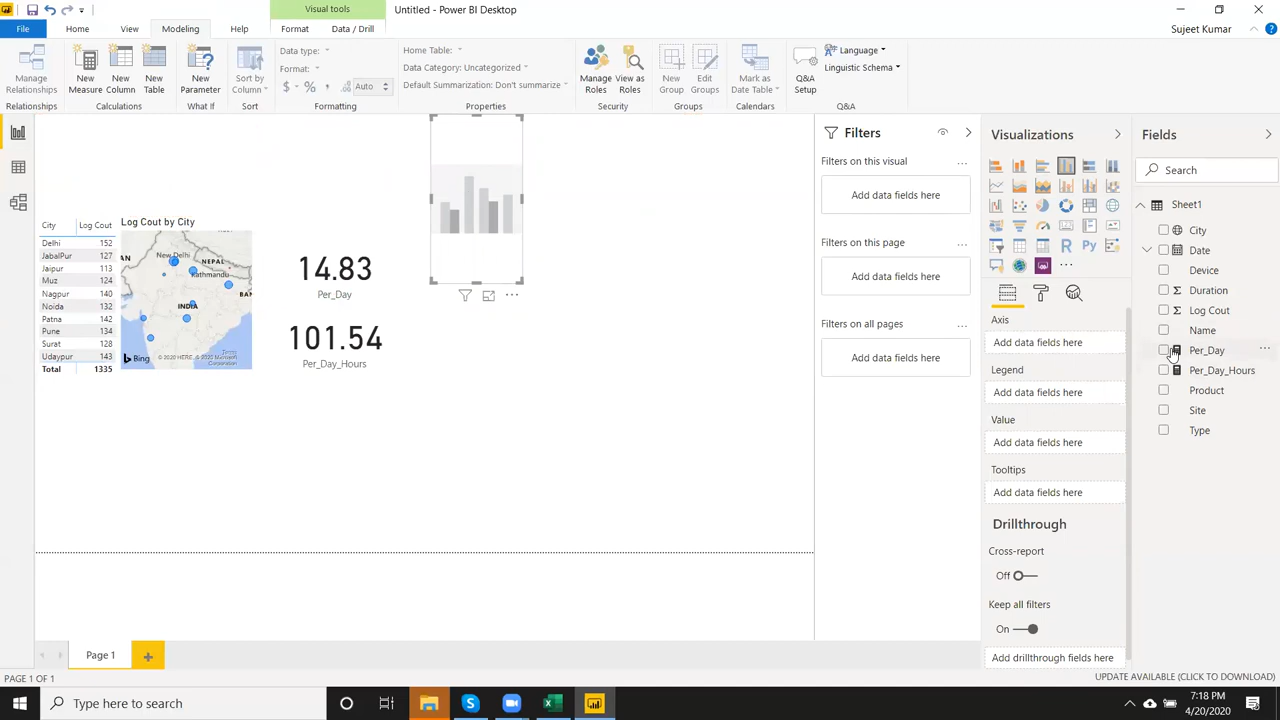 Visual tools
Untitled - Power BI Desktop
File
Home
View
Modeling
Help
Format
Data / Drill
Sujeet Kumar
Manage Relationships
New Measure
New Column
New Table
New Parameter
Sort by Column
Data type:
Format:
$ % , Auto
Home Table:
Data Category: Uncategorized
Default Summarization: Don't summarize
Manage Roles
View as Roles
New Group
Edit Groups
Mark as Date Table
Q&A Setup
Language
Linguistic Schema
Relationships
Calculations
What If
Sort
Formatting
Properties
Security
Groups
Calendars
Q&A
City Log Cout
Delhi 152
JabalPur 127
Jaipur 113
Muz 124
Nagpur 140
Noida 132
Patna 142
Pune 134
Surat 128
Udaypur 143
Total 1335
Log Cout by City
New Delhi
NEPAL
Kathmandu
INDIA
Bing
© 2020 HERE, © 2020 Microsoft Corporation
14.83
Per_Day
101.54
Per_Day_Hours
Filters
Filters on this visual
Add data fields here
Filters on this page
Add data fields here
Filters on all pages
Add data fields here
Visualizations
R
Py
Axis
Add data fields here
Legend
Add data fields here
Value
Add data fields here
Tooltips
Add data fields here
Drillthrough
Cross-report
Off
Keep all filters
On
Add drillthrough fields here
Fields
Search
Sheet1
City
Date
Device
Duration
Log Cout
Name
Per_Day
Per_Day_Hours
Product
Site
Type
Page 1
PAGE 1 OF 1
UPDATE AVAILABLE (CLICK TO DOWNLOAD)
Type here to search
7:18 PM
4/20/2020